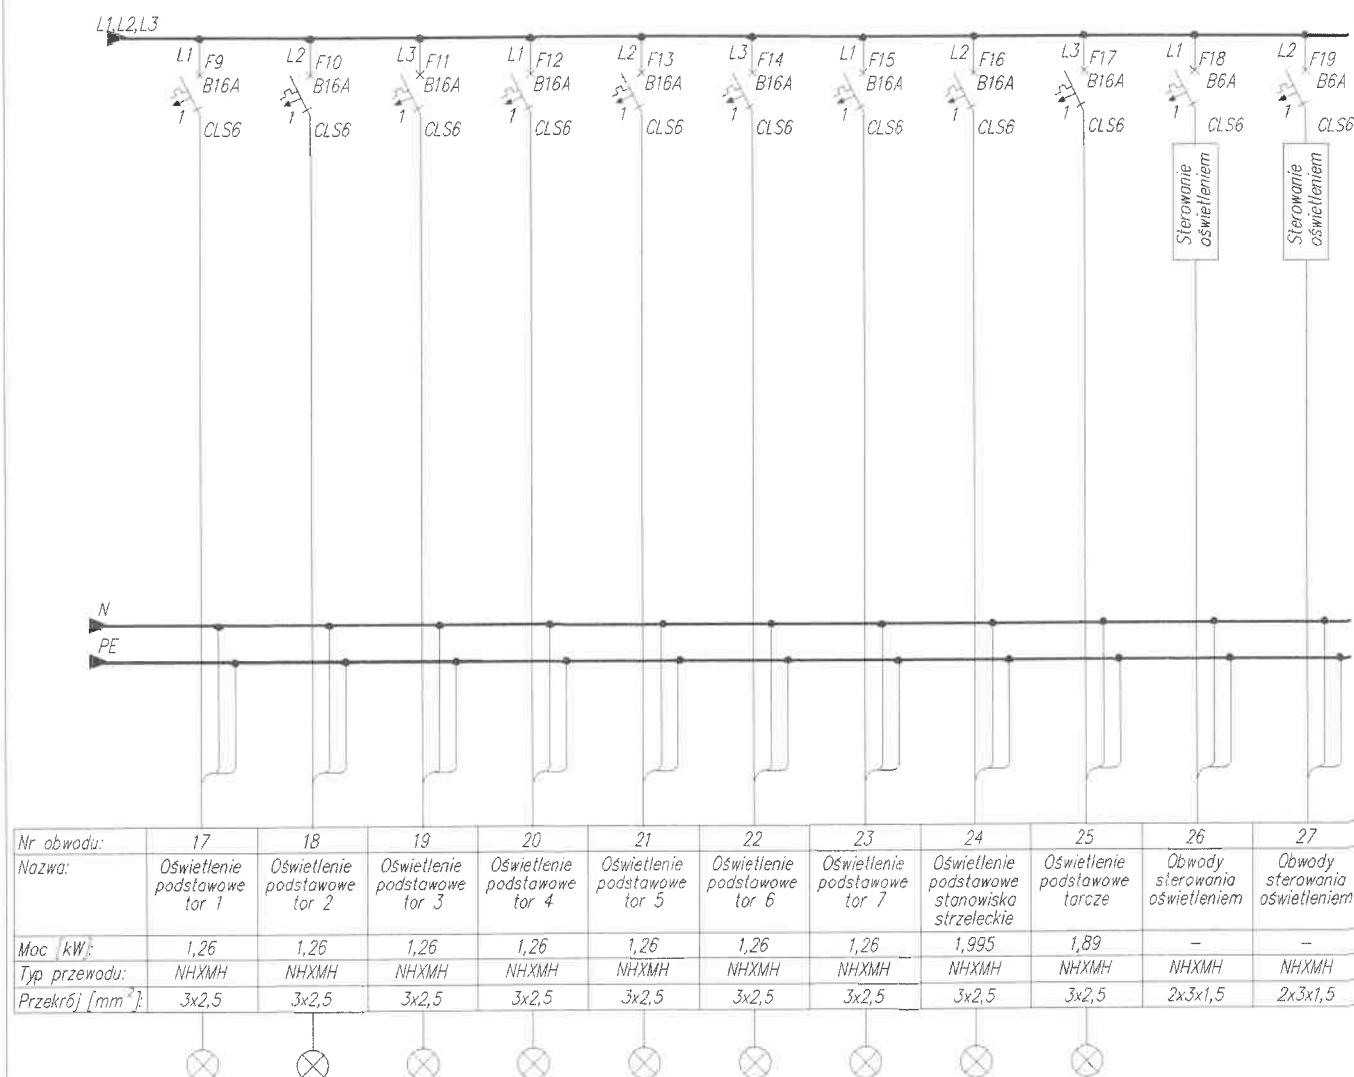 L1,L2,L3
L1 F9 B16A 1 CLS6
L2 F10 B16A 1 CLS6
L3 F11 B16A 1 CLS6
L1 F12 B16A 1 CLS6
L2 F13 B16A 1 CLS6
L3 F14 B16A 1 CLS6
L1 F15 B16A 1 CLS6
L2 F16 B16A 1 CLS6
L3 F17 B16A 1 CLS6
L1 F18 B6A 1 CLS6
L2 F19 B6A 1 CLS6
Sterowanie
oświetleniem
Sterowanie
oświetleniem
N
PE
Nr obwodu: 17 18 19 20 21 22 23 24 25 26 27
Nazwa:
Oświetlenie
podstawowe
tor 1
Oświetlenie
podstawowe
tor 2
Oświetlenie
podstawowe
tor 3
Oświetlenie
podstawowe
tor 4
Oświetlenie
podstawowe
tor 5
Oświetlenie
podstawowe
tor 6
Oświetlenie
podstawowe
tor 7
Oświetlenie
podstawowe
stanowiska
strzeleckie
Oświetlenie
podstawowe
tarcze
Obwody
sterowania
oświetleniem
Obwody
sterowania
oświetleniem
Moc [kW]: 1,26 1,26 1,26 1,26 1,26 1,26 1,26 1,995 1,89 – –
Typ przewodu: NHXMH NHXMH NHXMH NHXMH NHXMH NHXMH NHXMH NHXMH NHXMH NHXMH NHXMH
Przekrój [mm²]: 3x2,5 3x2,5 3x2,5 3x2,5 3x2,5 3x2,5 3x2,5 3x2,5 3x2,5 2x3x1,5 2x3x1,5